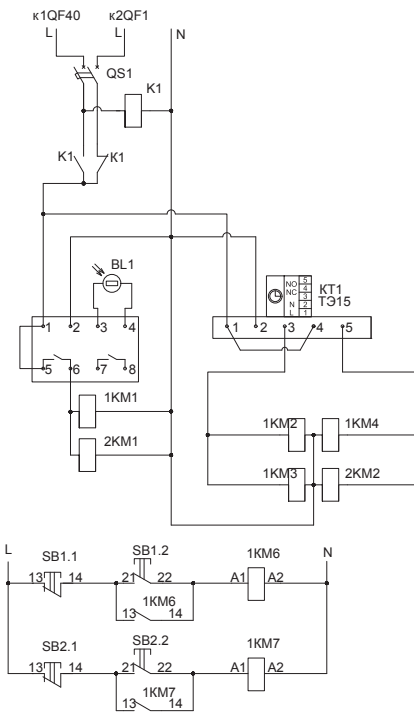 к1QF40 к2QF1
L L N
QS1
K1
K1 K1
BL1
5
NO 4
NC 3
N 2
L 1
КТ1
ТЭ15
1 2 3 4
1 2 3 4 5
5 6 7 8
1KM1
2KM1
1KM2 1KM4
1KM3 2KM2
L N
SB1.1 SB1.2 1KM6
13 14 21 22 A1 A2
1KM6
13 14
SB2.1 SB2.2 1KM7
13 14 21 22 A1 A2
1KM7
13 14